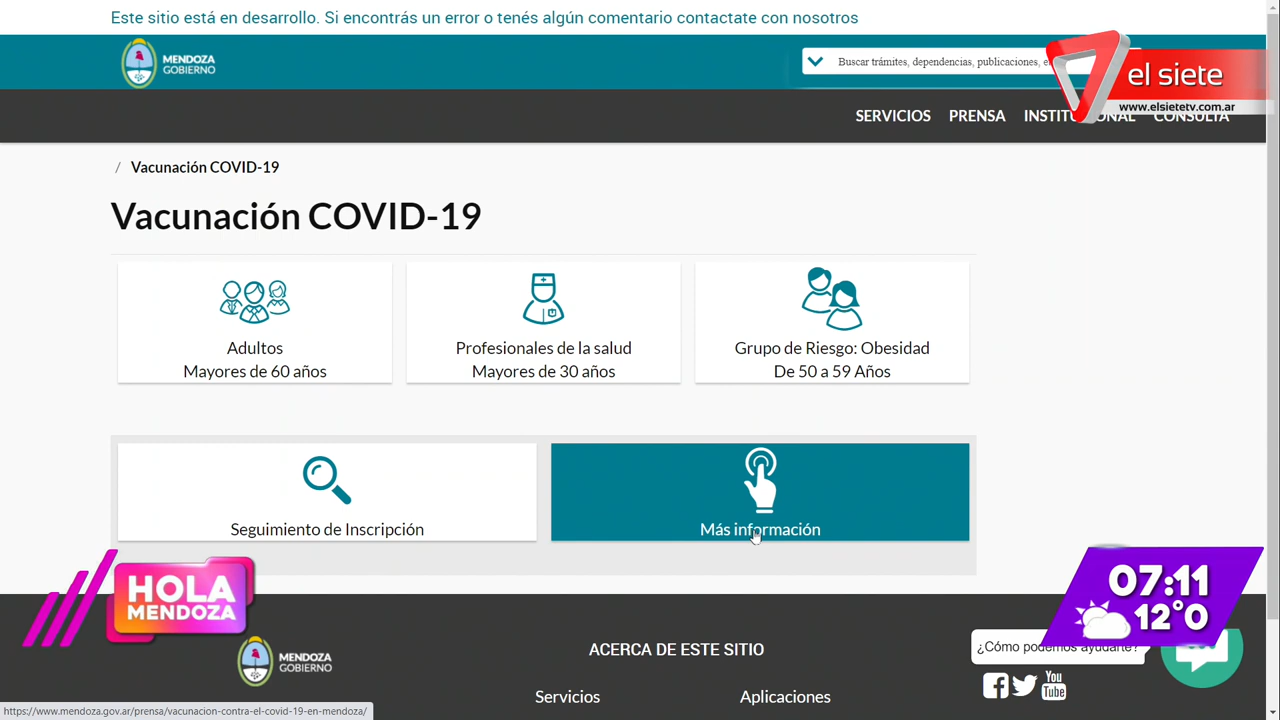 Este sitio está en desarrollo. Si encontrás un error o tenés algún comentario contactate con nosotros
MENDOZA
GOBIERNO
Buscar trámites, dependencias, publicaciones,
el siete
www.elsietetv.com.ar
SERVICIOS PRENSA INSTITUCIONAL CONSULTA
/ Vacunación COVID-19
Vacunación COVID-19
Adultos
Mayores de 60 años
Profesionales de la salud
Mayores de 30 años
Grupo de Riesgo: Obesidad
De 50 a 59 Años
Seguimiento de Inscripción
Más información
HOLA
MENDOZA
07:11
12°0
MENDOZA
GOBIERNO
ACERCA DE ESTE SITIO
¿Cómo podemos ayudarte?
You
Tube
Servicios
Aplicaciones
https://www.mendoza.gov.ar/prensa/vacunacion-contra-el-covid-19-en-mendoza/